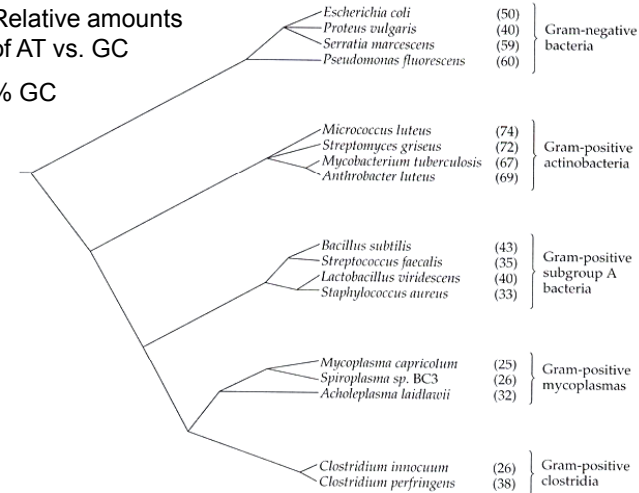 Relative amounts
of AT vs. GC
% GC
Escherichia coli (50)
Proteus vulgaris (40)
Serratia marcescens (59)
Pseudomonas fluorescens (60)
Gram-negative
bacteria
Micrococcus luteus (74)
Streptomyces griseus (72)
Mycobacterium tuberculosis (67)
Anthrobacter luteus (69)
Gram-positive
actinobacteria
Bacillus subtilis (43)
Streptococcus faecalis (35)
Lactobacillus viridescens (40)
Staphylococcus aureus (33)
Gram-positive
subgroup A
bacteria
Mycoplasma capricolum (25)
Spiroplasma sp. BC3 (26)
Acholeplasma laidlawii (32)
Gram-positive
mycoplasmas
Clostridium innocuum (26)
Clostridium perfringens (38)
Gram-positive
clostridia